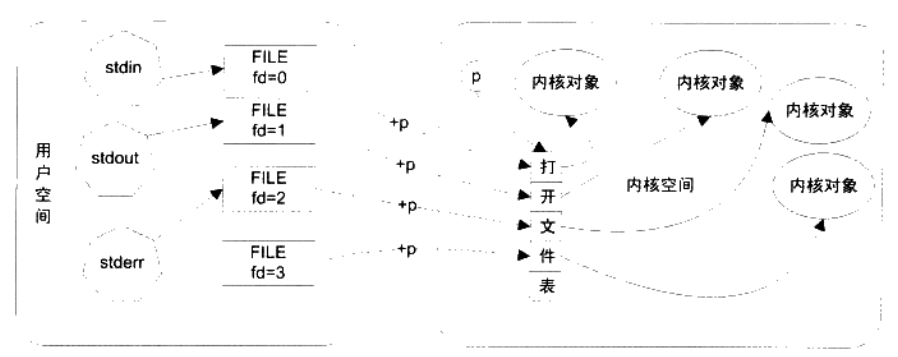 stdin
FILE
fd=0
p
内核对象
内核对象
内核对象
FILE
fd=1
+p
用户空间
stdout
+p
打开文件表
内核空间
内核对象
FILE
fd=2
+p
stderr
FILE
fd=3
+p